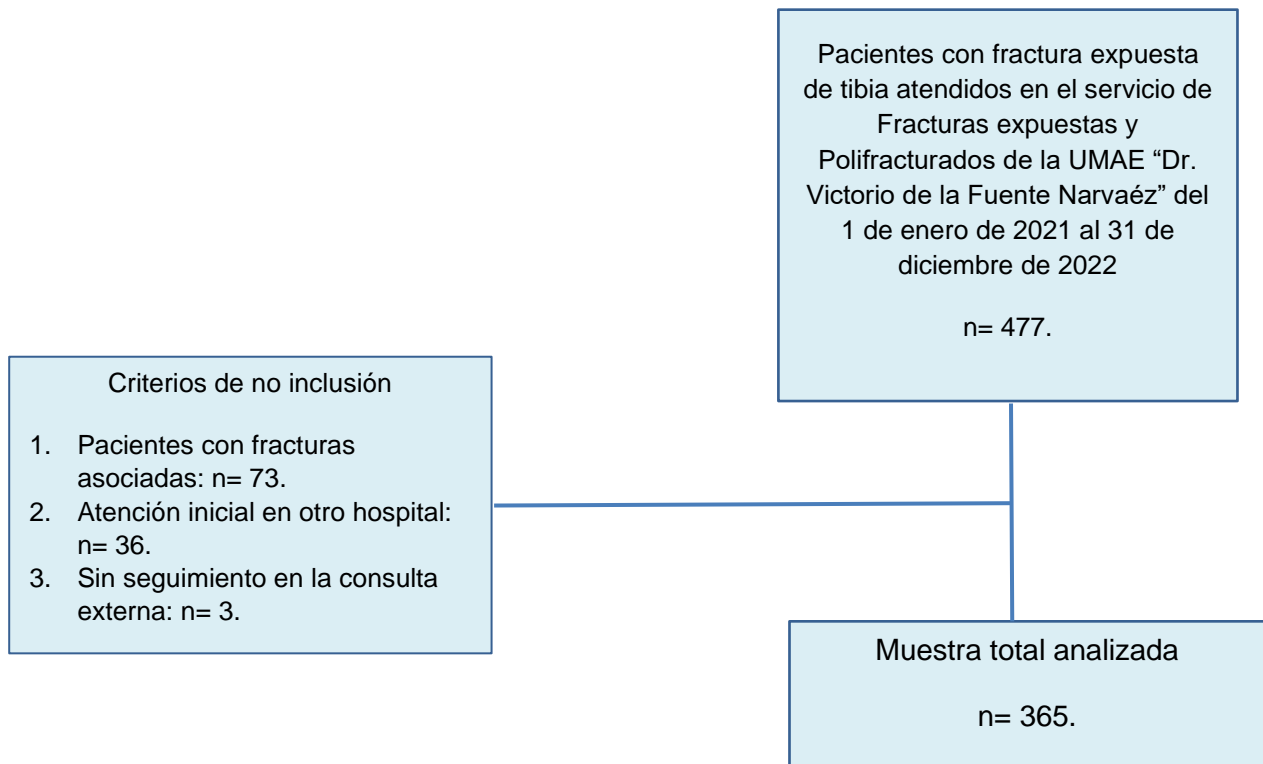 Pacientes con fractura expuesta
de tibia atendidos en el servicio de
Fracturas expuestas y
Polifracturados de la UMAE “Dr.
Victorio de la Fuente Narvaéz” del
1 de enero de 2021 al 31 de
diciembre de 2022
n= 477.
Criterios de no inclusión
1. Pacientes con fracturas
asociadas: n= 73.
2. Atención inicial en otro hospital:
n= 36.
3. Sin seguimiento en la consulta
externa: n= 3.
Muestra total analizada
n= 365.